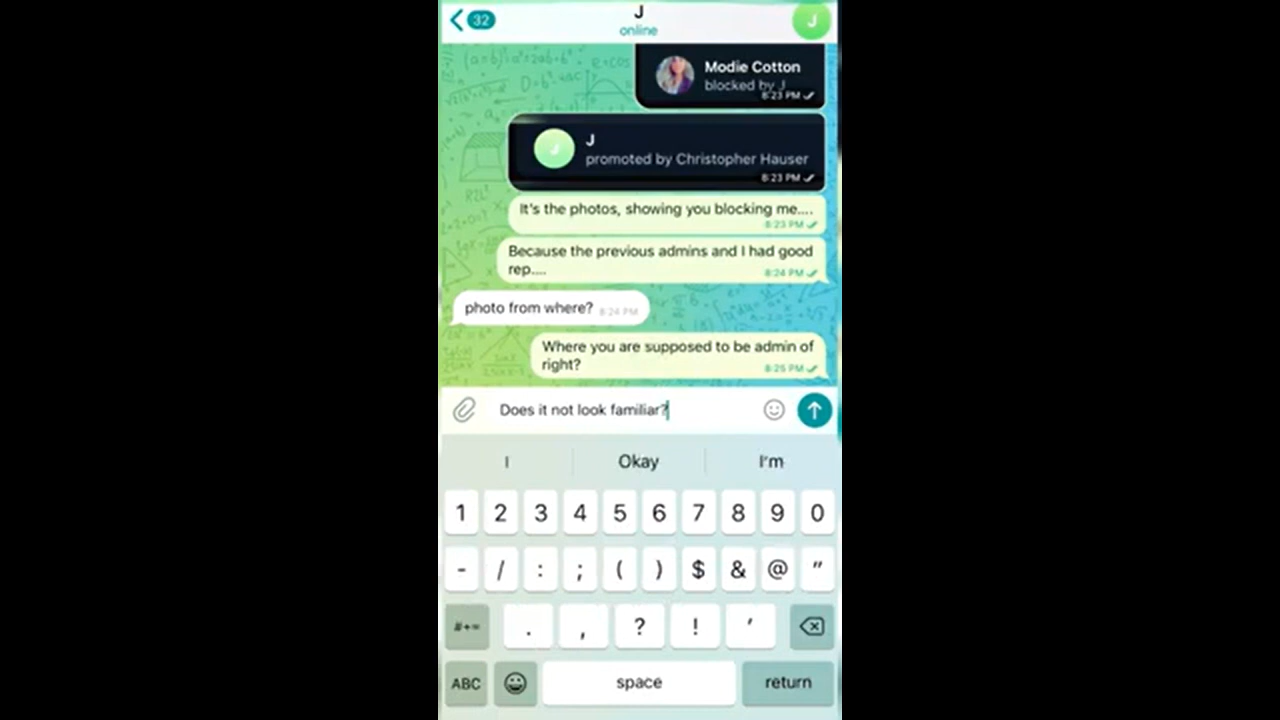 32
J
online
J
Modie Cotton
blocked by J
8:23 PM
J
J
promoted by Christopher Hauser
8:23 PM
It's the photos, showing you blocking me....
8:23 PM
Because the previous admins and I had good
rep....
8:24 PM
photo from where? 8:24 PM
Where you are supposed to be admin of
right?
8:25 PM
Does it not look familiar?
I Okay I'm
1 2 3 4 5 6 7 8 9 0
- / : ; ( ) $ & @ "
#+= . , ? ! '
ABC space return